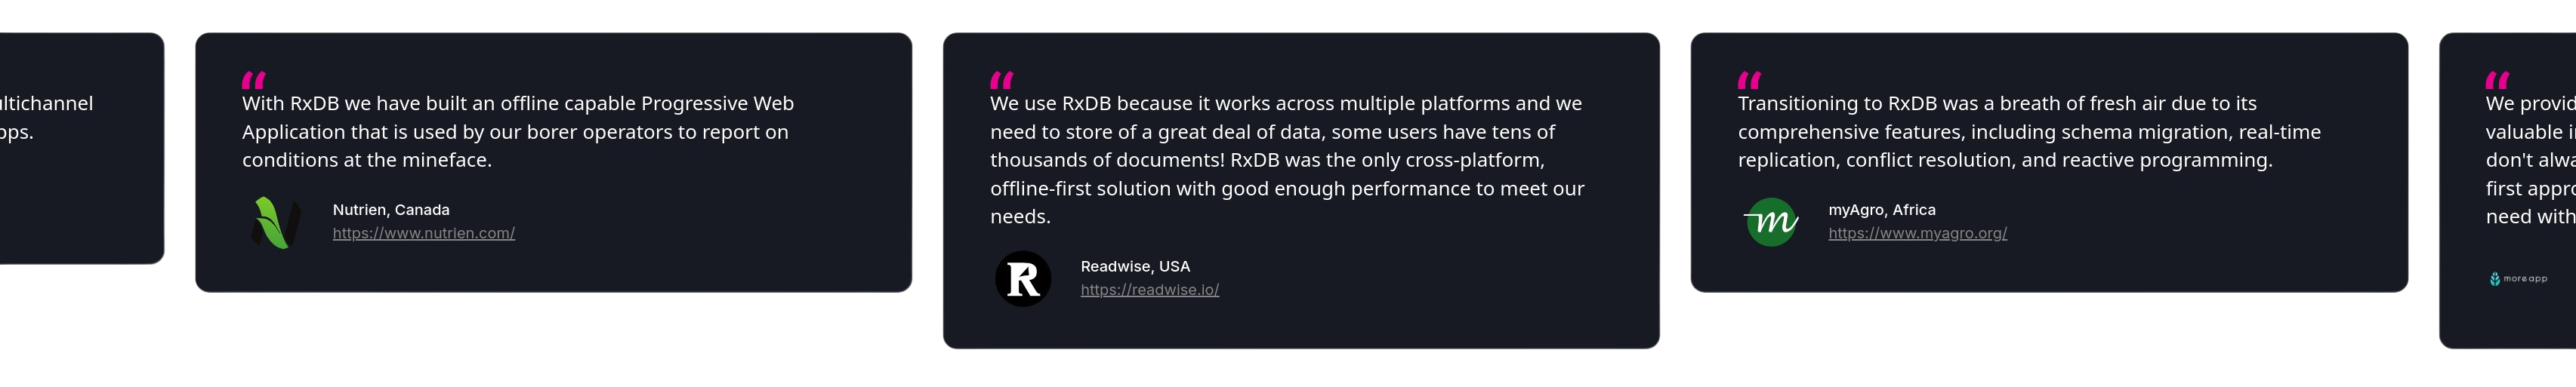 ultichannel
pps.
“
With RxDB we have built an offline capable Progressive Web
Application that is used by our borer operators to report on
conditions at the mineface.
Nutrien, Canada
https://www.nutrien.com/
“
We use RxDB because it works across multiple platforms and we
need to store of a great deal of data, some users have tens of
thousands of documents! RxDB was the only cross-platform,
offline-first solution with good enough performance to meet our
needs.
R
Readwise, USA
https://readwise.io/
“
Transitioning to RxDB was a breath of fresh air due to its
comprehensive features, including schema migration, real-time
replication, conflict resolution, and reactive programming.
m
myAgro, Africa
https://www.myagro.org/
“
We provid
valuable i
don't alwa
first appro
need with
moreapp